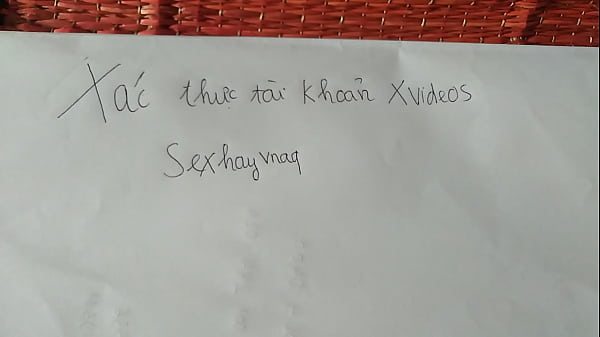 Xác thực tài khoản Xvideos
Sexhayvnaq